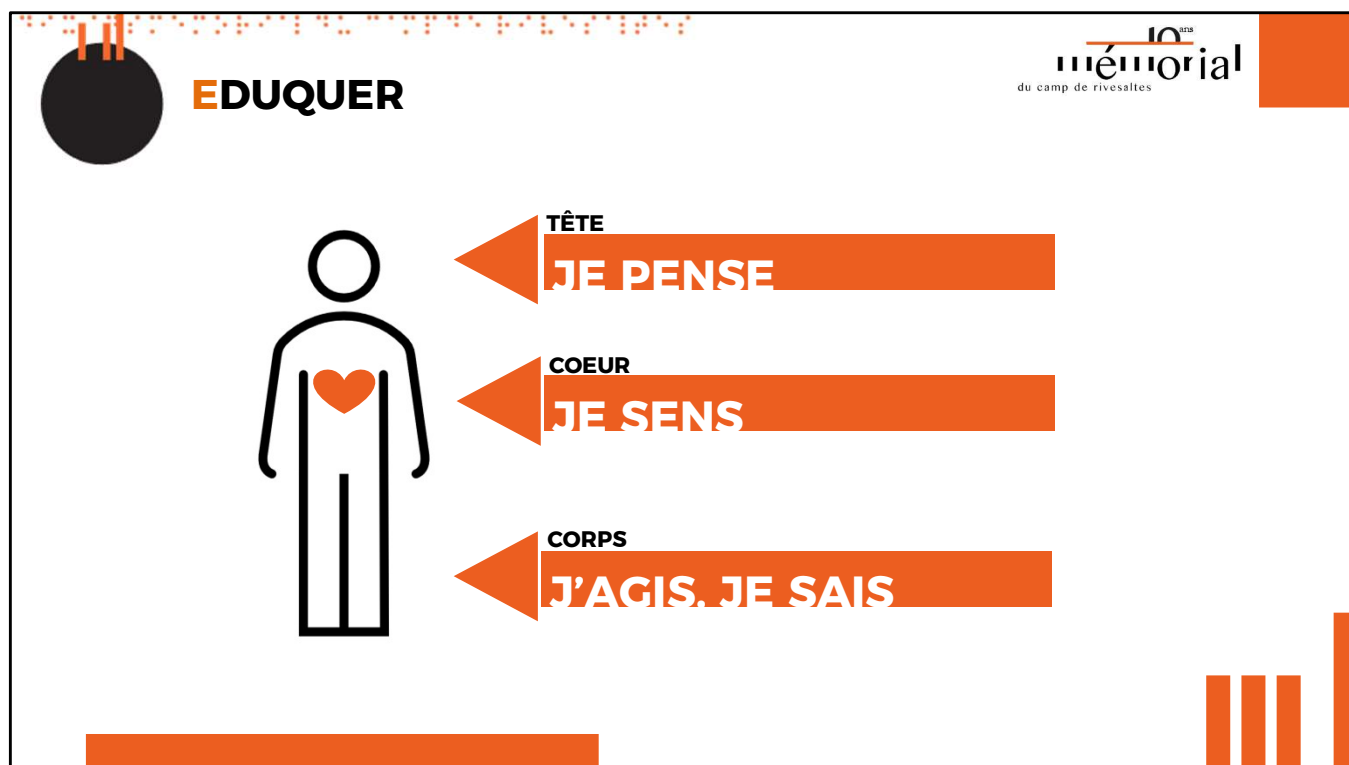 10 ans
mémorial
du camp de rivesaltes
EDUQUER
TÊTE
JE PENSE
COEUR
JE SENS
CORPS
J’AGIS, JE SAIS